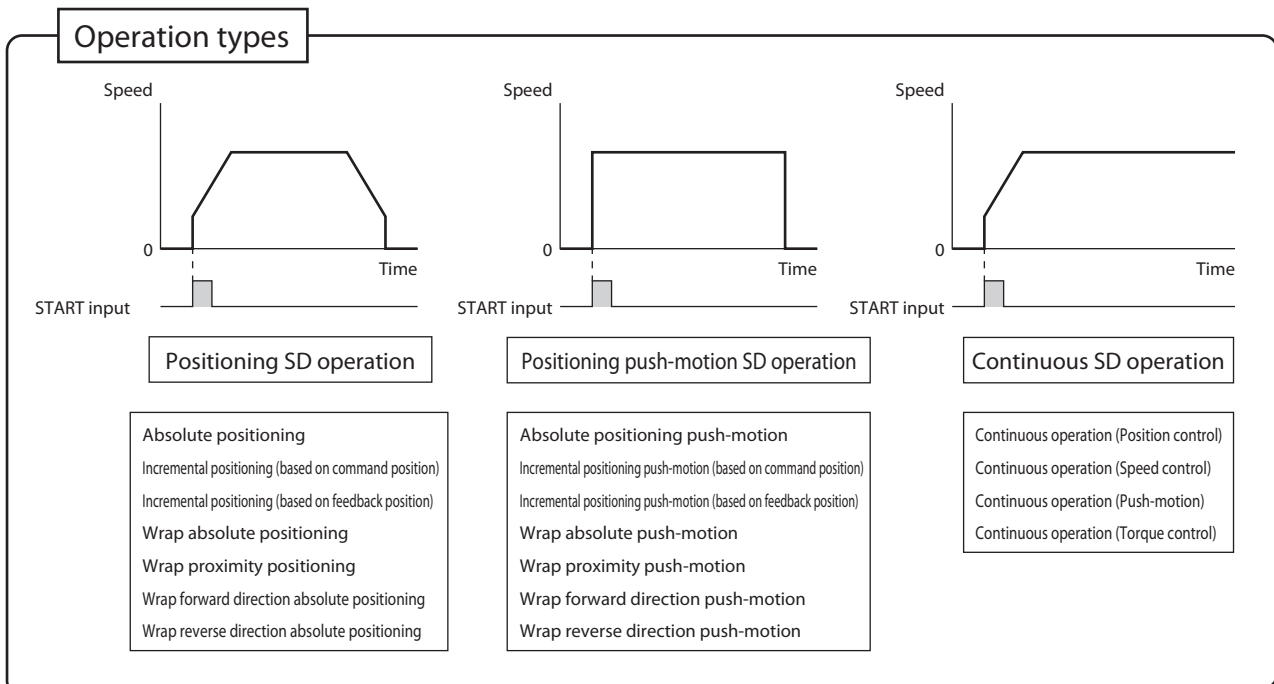 Operation types
Speed
0
Time
START input
Positioning SD operation
Absolute positioning
Incremental positioning (based on command position)
Incremental positioning (based on feedback position)
Wrap absolute positioning
Wrap proximity positioning
Wrap forward direction absolute positioning
Wrap reverse direction absolute positioning
Speed
0
Time
START input
Positioning push-motion SD operation
Absolute positioning push-motion
Incremental positioning push-motion (based on command position)
Incremental positioning push-motion (based on feedback position)
Wrap absolute push-motion
Wrap proximity push-motion
Wrap forward direction push-motion
Wrap reverse direction push-motion
Speed
0
Time
START input
Continuous SD operation
Continuous operation (Position control)
Continuous operation (Speed control)
Continuous operation (Push-motion)
Continuous operation (Torque control)